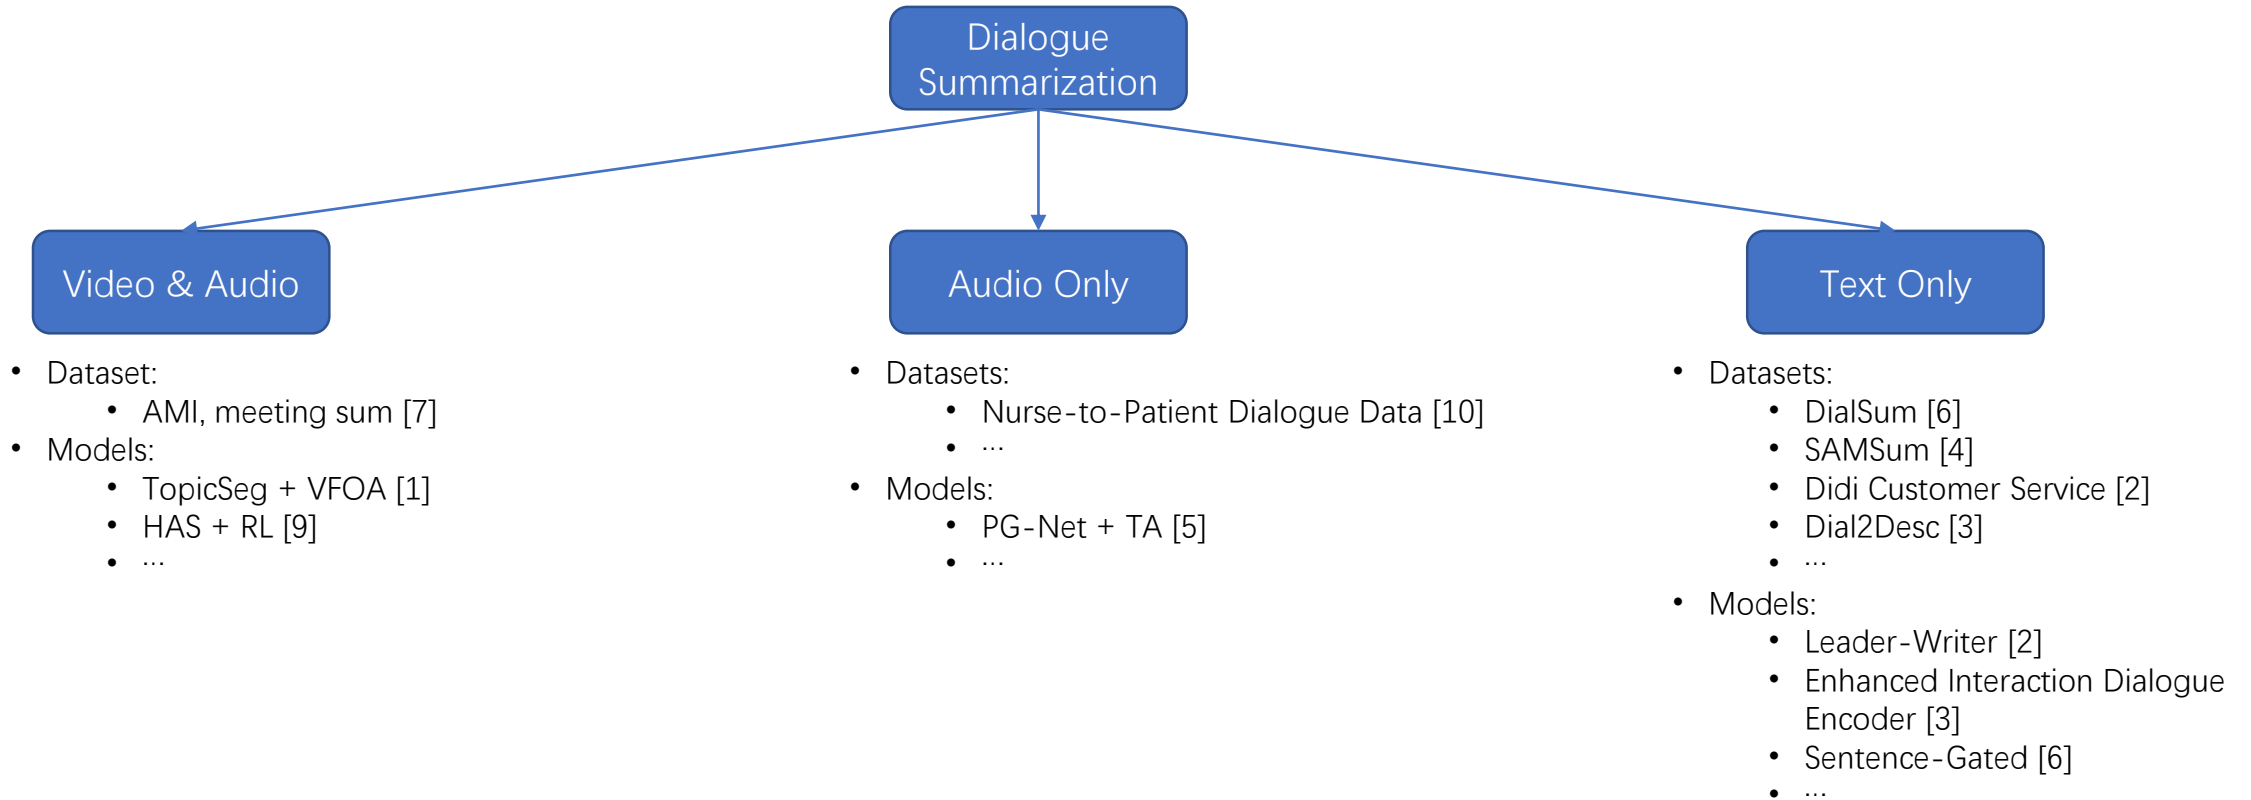 Dialogue
Summarization
Video & Audio
Audio Only
Text Only
• Dataset:
• AMI, meeting sum [7]
• Models:
• TopicSeg + VFOA [1]
• HAS + RL [9]
• ...
• Datasets:
• Nurse-to-Patient Dialogue Data [10]
• ...
• Models:
• PG-Net + TA [5]
• ...
• Datasets:
• DialSum [6]
• SAMSum [4]
• Didi Customer Service [2]
• Dial2Desc [3]
• ...
• Models:
• Leader-Writer [2]
• Enhanced Interaction Dialogue
Encoder [3]
• Sentence-Gated [6]
• ...